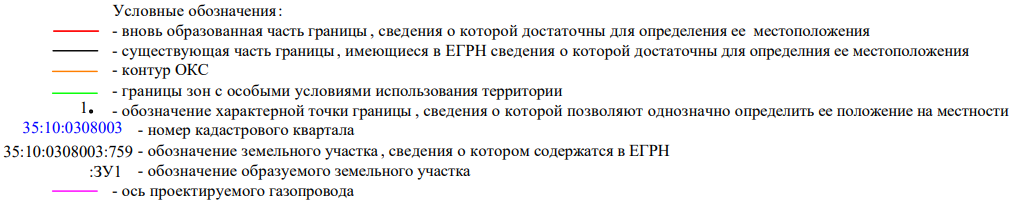 Условные обозначения:
- вновь образованная часть границы, сведения о которой достаточны для определения ее местоположения
- существующая часть границы, имеющиеся в ЕГРН сведения о которой достаточны для определния ее местоположения
- контур ОКС
- границы зон с особыми условиями использования территории
1. - обозначение характерной точки границы, сведения о которой позволяют однозначно определить ее положение на местности
35:10:0308003 - номер кадастрового квартала
35:10:0308003:759 - обозначение земельного участка, сведения о котором содержатся в ЕГРН
:ЗУ1 - обозначение образуемого земельного участка
- ось проектируемого газопровода